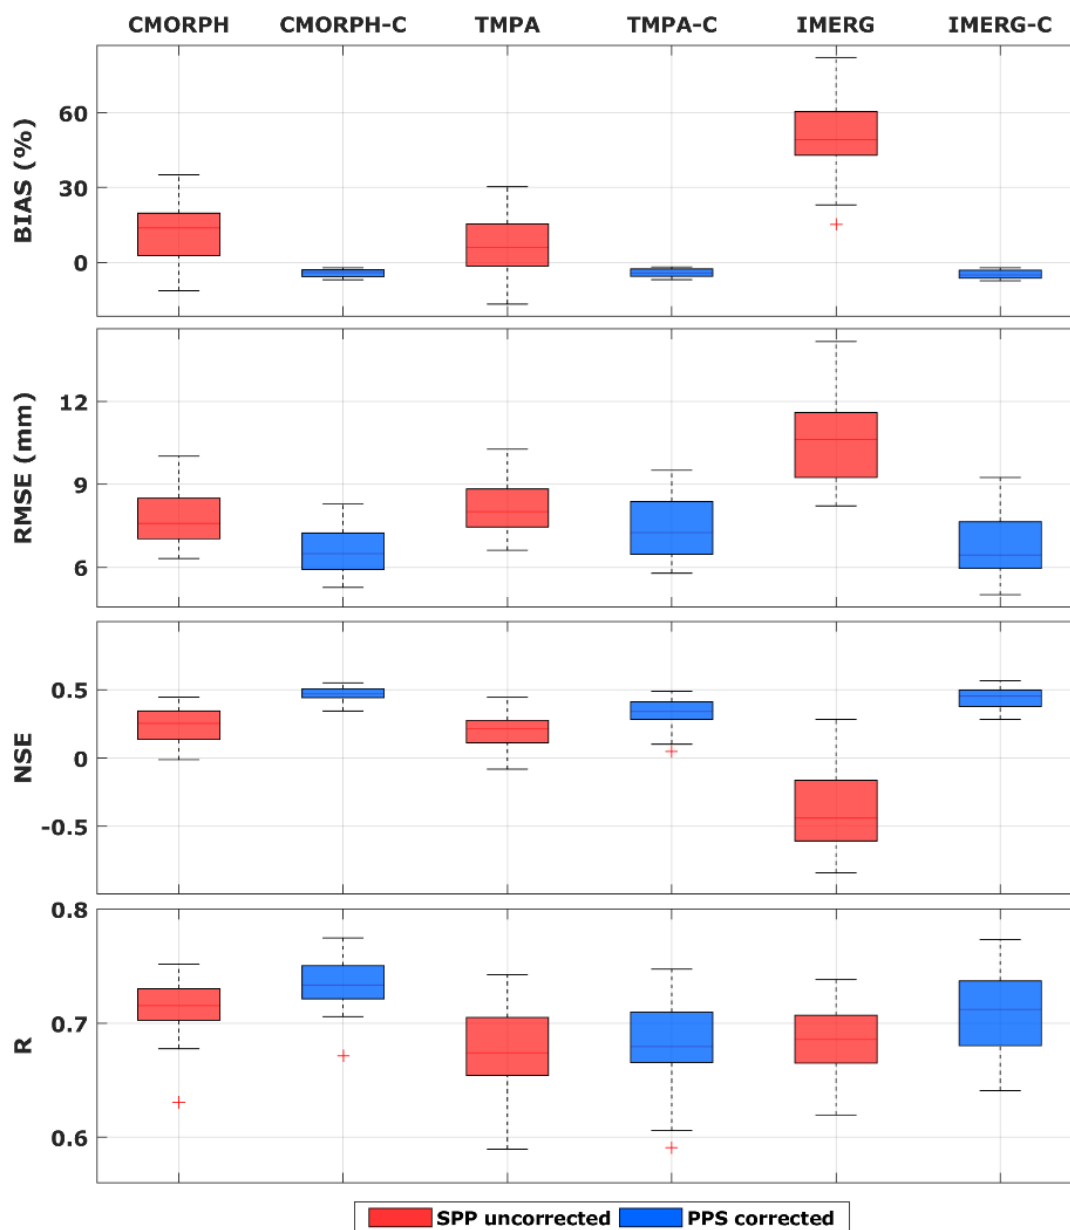 CMORPH CMORPH-C TMPA TMPA-C IMERG IMERG-C
BIAS (%)
60
30
0
RMSE (mm)
12
9
6
NSE
0.5
0
-0.5
R
0.8
0.7
0.6
SPP uncorrected PPS corrected